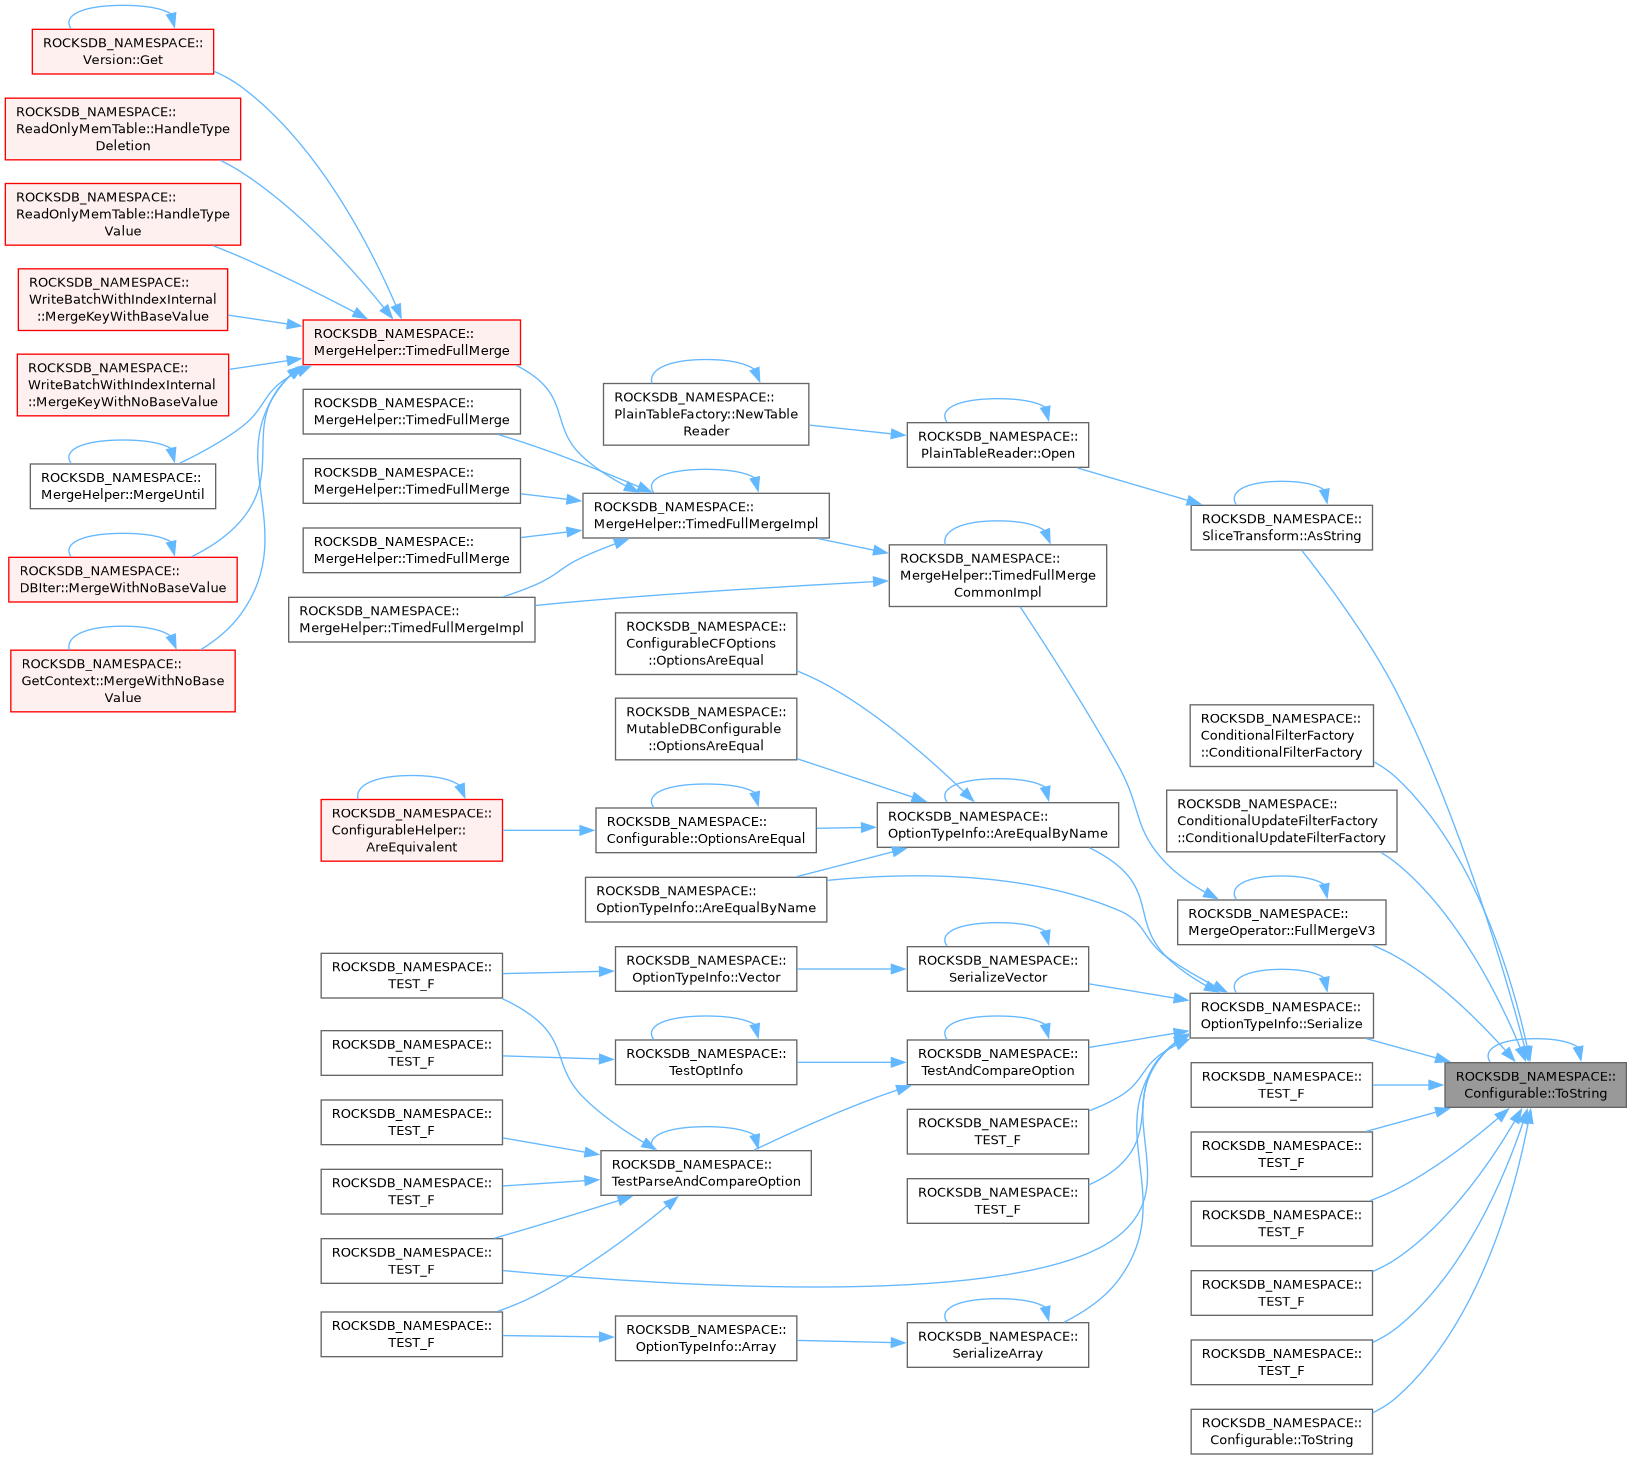 ROCKSDB_NAMESPACE::
Version::Get
ROCKSDB_NAMESPACE::
ReadOnlyMemTable::HandleType
Deletion
ROCKSDB_NAMESPACE::
ReadOnlyMemTable::HandleType
Value
ROCKSDB_NAMESPACE::
WriteBatchWithIndexInternal
::MergeKeyWithBaseValue
ROCKSDB_NAMESPACE::
WriteBatchWithIndexInternal
::MergeKeyWithNoBaseValue
ROCKSDB_NAMESPACE::
MergeHelper::MergeUntil
ROCKSDB_NAMESPACE::
DBIter::MergeWithNoBaseValue
ROCKSDB_NAMESPACE::
GetContext::MergeWithNoBase
Value
ROCKSDB_NAMESPACE::
MergeHelper::TimedFullMerge
ROCKSDB_NAMESPACE::
MergeHelper::TimedFullMerge
ROCKSDB_NAMESPACE::
MergeHelper::TimedFullMerge
ROCKSDB_NAMESPACE::
MergeHelper::TimedFullMerge
ROCKSDB_NAMESPACE::
MergeHelper::TimedFullMergeImpl
ROCKSDB_NAMESPACE::
ConfigurableHelper::
AreEquivalent
ROCKSDB_NAMESPACE::
TEST_F
ROCKSDB_NAMESPACE::
TEST_F
ROCKSDB_NAMESPACE::
TEST_F
ROCKSDB_NAMESPACE::
TEST_F
ROCKSDB_NAMESPACE::
TEST_F
ROCKSDB_NAMESPACE::
TEST_F
ROCKSDB_NAMESPACE::
PlainTableFactory::NewTable
Reader
ROCKSDB_NAMESPACE::
MergeHelper::TimedFullMergeImpl
ROCKSDB_NAMESPACE::
ConfigurableCFOptions
::OptionsAreEqual
ROCKSDB_NAMESPACE::
MutableDBConfigurable
::OptionsAreEqual
ROCKSDB_NAMESPACE::
Configurable::OptionsAreEqual
ROCKSDB_NAMESPACE::
OptionTypeInfo::AreEqualByName
ROCKSDB_NAMESPACE::
OptionTypeInfo::Vector
ROCKSDB_NAMESPACE::
TestOptInfo
ROCKSDB_NAMESPACE::
TestParseAndCompareOption
ROCKSDB_NAMESPACE::
OptionTypeInfo::Array
ROCKSDB_NAMESPACE::
PlainTableReader::Open
ROCKSDB_NAMESPACE::
MergeHelper::TimedFullMerge
CommonImpl
ROCKSDB_NAMESPACE::
OptionTypeInfo::AreEqualByName
ROCKSDB_NAMESPACE::
SerializeVector
ROCKSDB_NAMESPACE::
TestAndCompareOption
ROCKSDB_NAMESPACE::
TEST_F
ROCKSDB_NAMESPACE::
TEST_F
ROCKSDB_NAMESPACE::
SerializeArray
ROCKSDB_NAMESPACE::
SliceTransform::AsString
ROCKSDB_NAMESPACE::
ConditionalFilterFactory
::ConditionalFilterFactory
ROCKSDB_NAMESPACE::
ConditionalUpdateFilterFactory
::ConditionalUpdateFilterFactory
ROCKSDB_NAMESPACE::
MergeOperator::FullMergeV3
ROCKSDB_NAMESPACE::
OptionTypeInfo::Serialize
ROCKSDB_NAMESPACE::
TEST_F
ROCKSDB_NAMESPACE::
TEST_F
ROCKSDB_NAMESPACE::
TEST_F
ROCKSDB_NAMESPACE::
TEST_F
ROCKSDB_NAMESPACE::
TEST_F
ROCKSDB_NAMESPACE::
Configurable::ToString
ROCKSDB_NAMESPACE::
Configurable::ToString